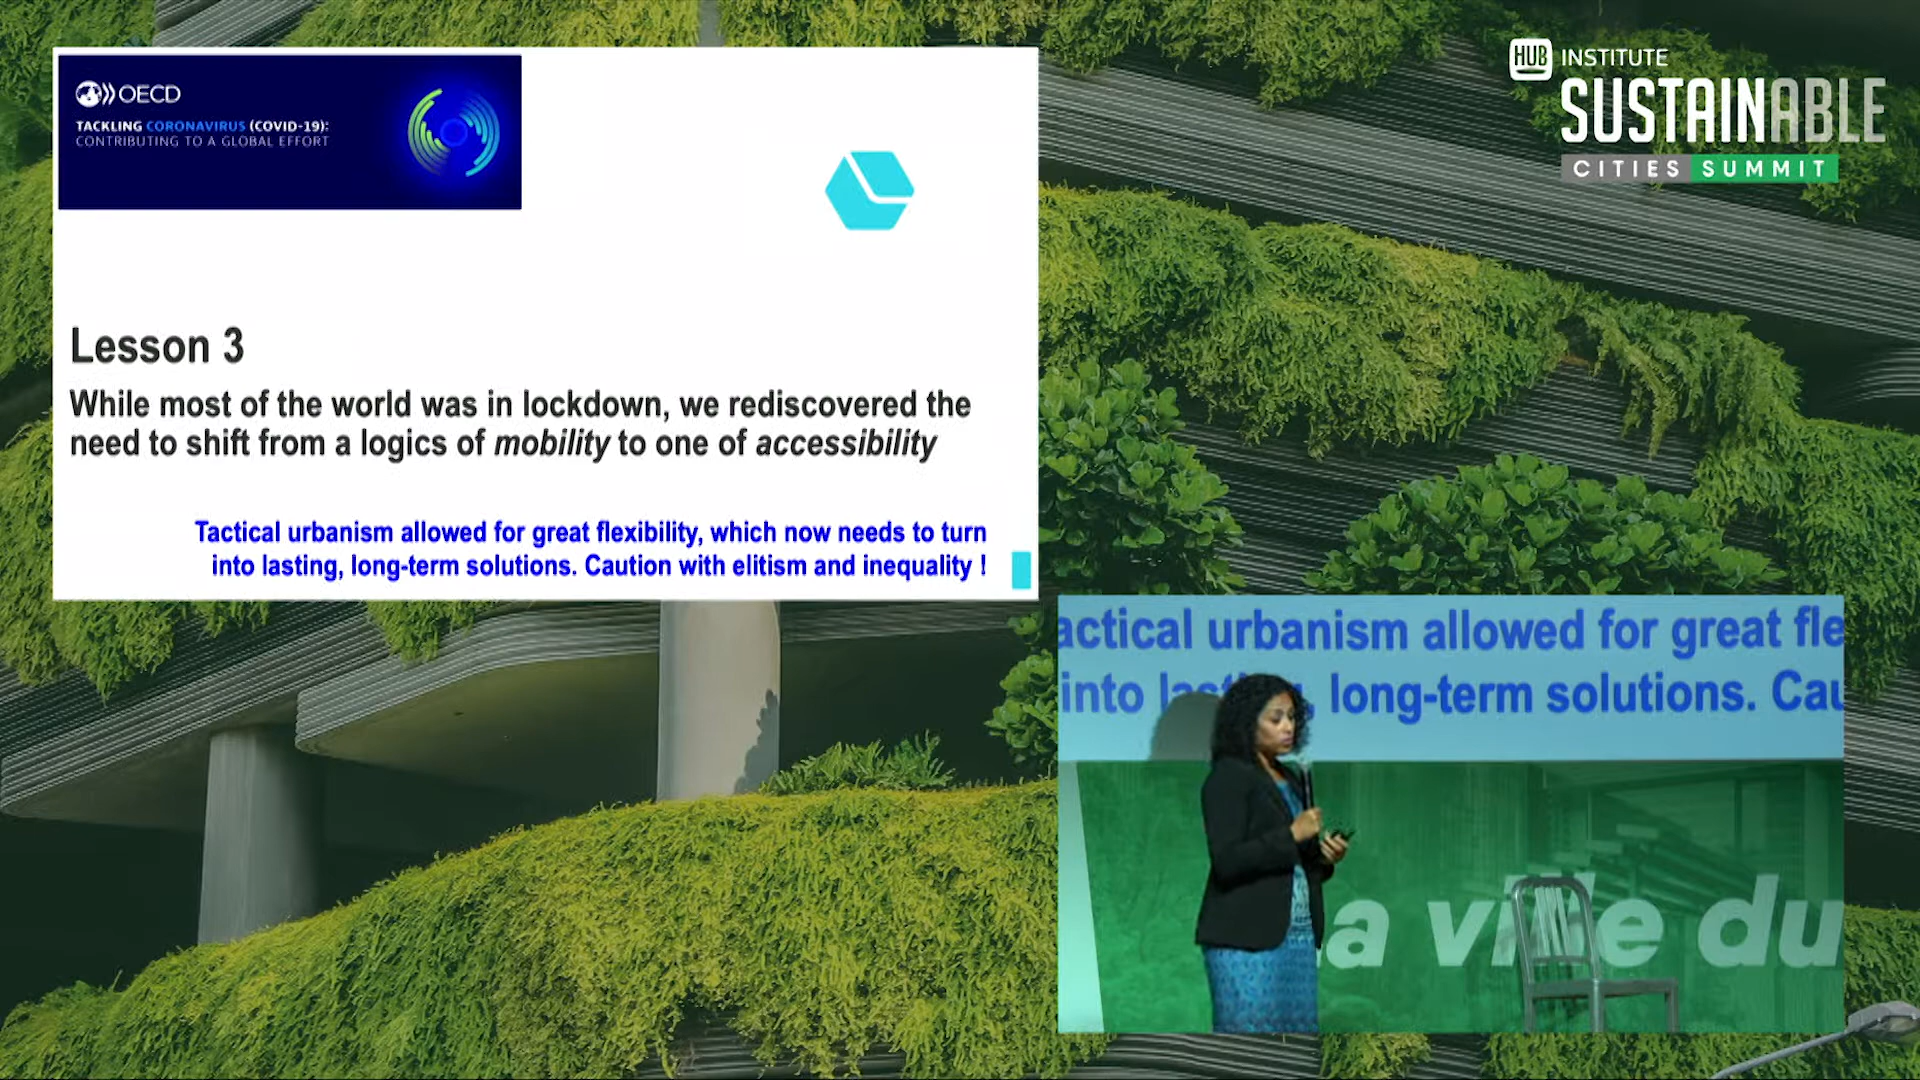 OECD
TACKLING CORONAVIRUS (COVID-19):
CONTRIBUTING TO A GLOBAL EFFORT
Lesson 3
While most of the world was in lockdown, we rediscovered the
need to shift from a logics of mobility to one of accessibility
Tactical urbanism allowed for great flexibility, which now needs to turn
into lasting, long-term solutions. Caution with elitism and inequality !
HUB INSTITUTE
SUSTAINABLE
CITIES SUMMIT
actical urbanism allowed for great fle
into lasting, long-term solutions. Cau
la ville du